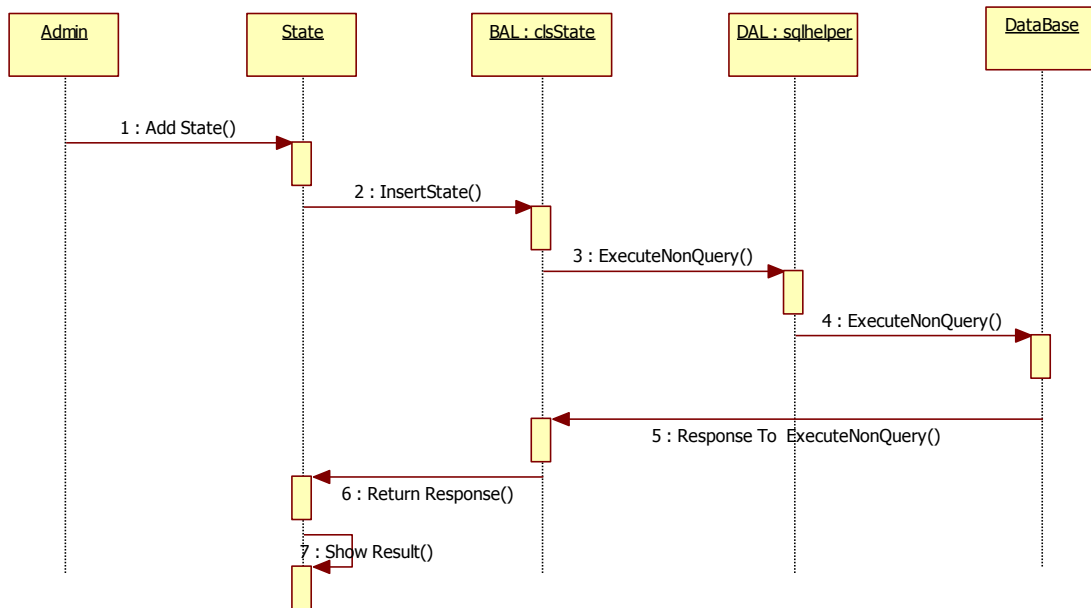 Admin
State
BAL : clsState
DAL : sqlhelper
DataBase
1 : Add State()
2 : InsertState()
3 : ExecuteNonQuery()
4 : ExecuteNonQuery()
5 : Response To  ExecuteNonQuery()
6 : Return Response()
7 : Show Result()